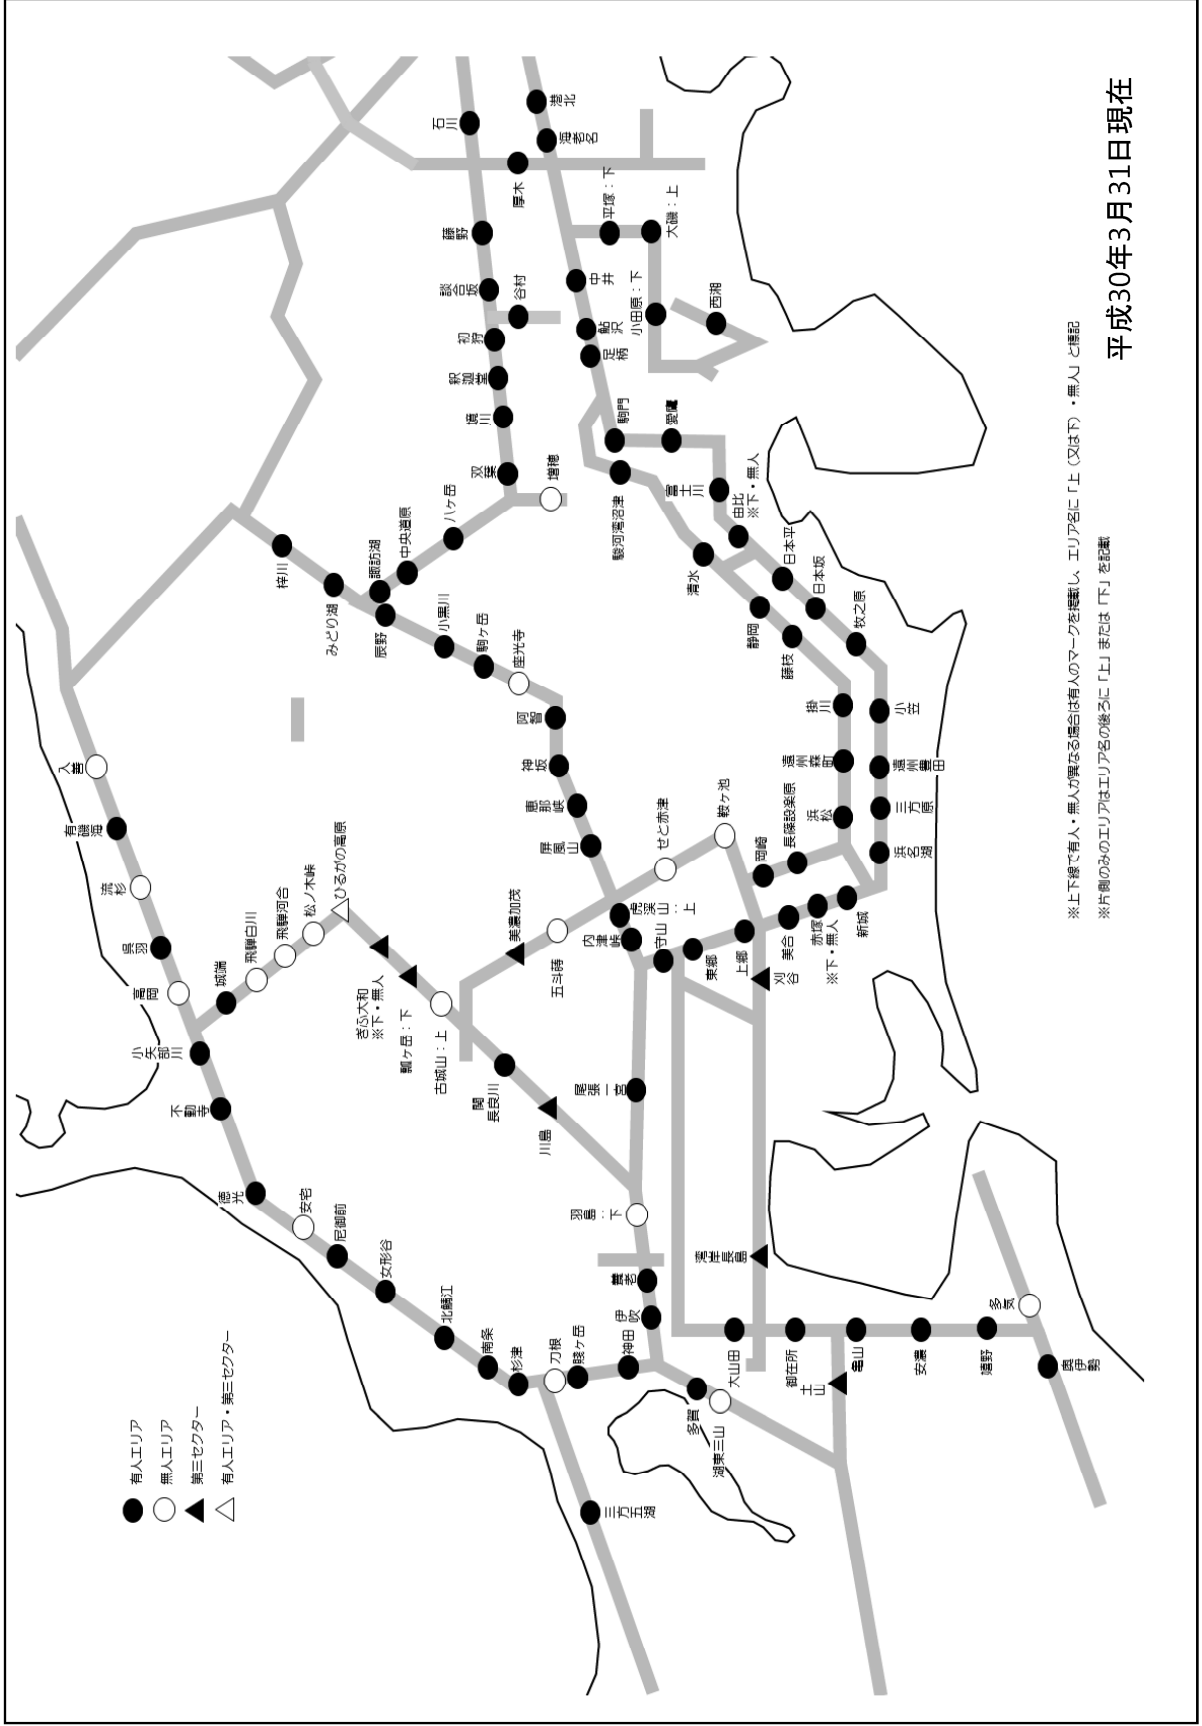 平成30年3月31日現在
※上下線で有人・無人が異なる場合は有人のマークを掲載し、エリア名に「上(又は下)・無人」と標記
※片側のみのエリアはエリア名の後ろに「上」または「下」を記載
有人エリア
無人エリア
第三セクター
有人エリア・第三セクター
入善
有磯海
流杉
呉羽
高岡
小矢部川
不動寺
徳光
安宅
尼御前
女形谷
北鯖江
南条
杉津
刀根
賤ヶ岳
神田
三方五湖
城端
飛騨白川
飛騨河合
松ノ木峠
ひるがの高原
ぎふ大和
※下・無人
瓢ヶ岳:下
古城山:上
関
長良川
川島
美濃加茂
五斗蒔
せと赤津
鞍ヶ池
梓川
みどり湖
諏訪湖
中央道原
八ヶ岳
辰野
小黒川
駒ヶ岳
座光寺
阿智
神坂
恵那峡
屏風山
虎渓山:上
内津峠
守山
尾張一宮
羽島:下
養老
伊吹
多賀
湖東三山
石川
藤野
談合坂
谷村
初狩
釈迦堂
境川
双葉
増穂
厚木
港北
海老名
平塚:下
大磯:上
小田原:下
西湘
中井
鮎沢
足柄
駒門
愛鷹
駿河湾沼津
富士川
由比
※下・無人
清水
日本平
日本坂
牧之原
静岡
藤枝
掛川
小笠
遠州森町
遠州豊田
浜松
三方原
浜名湖
長篠設楽原
岡崎
新城
赤塚
※下・無人
美合
上郷
東郷
刈谷
湾岸長島
大山田
御在所
土山
亀山
安濃
嬉野
多気
奥伊勢